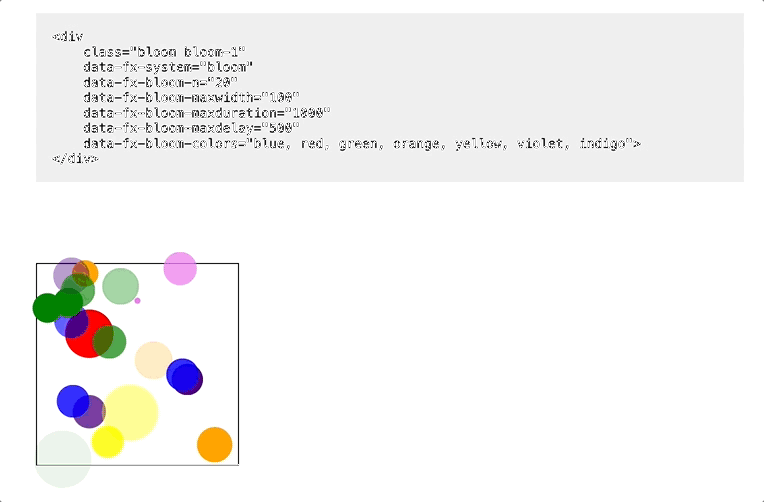 <div
class="bloom bloom-1"
data-fx-system="bloom"
data-fx-bloom-n="20"
data-fx-bloom-maxwidth="100"
data-fx-bloom-maxduration="1000"
data-fx-bloom-maxdelay="500"
data-fx-bloom-colors="blue, red, green, orange, yellow, violet, indigo">
</div>